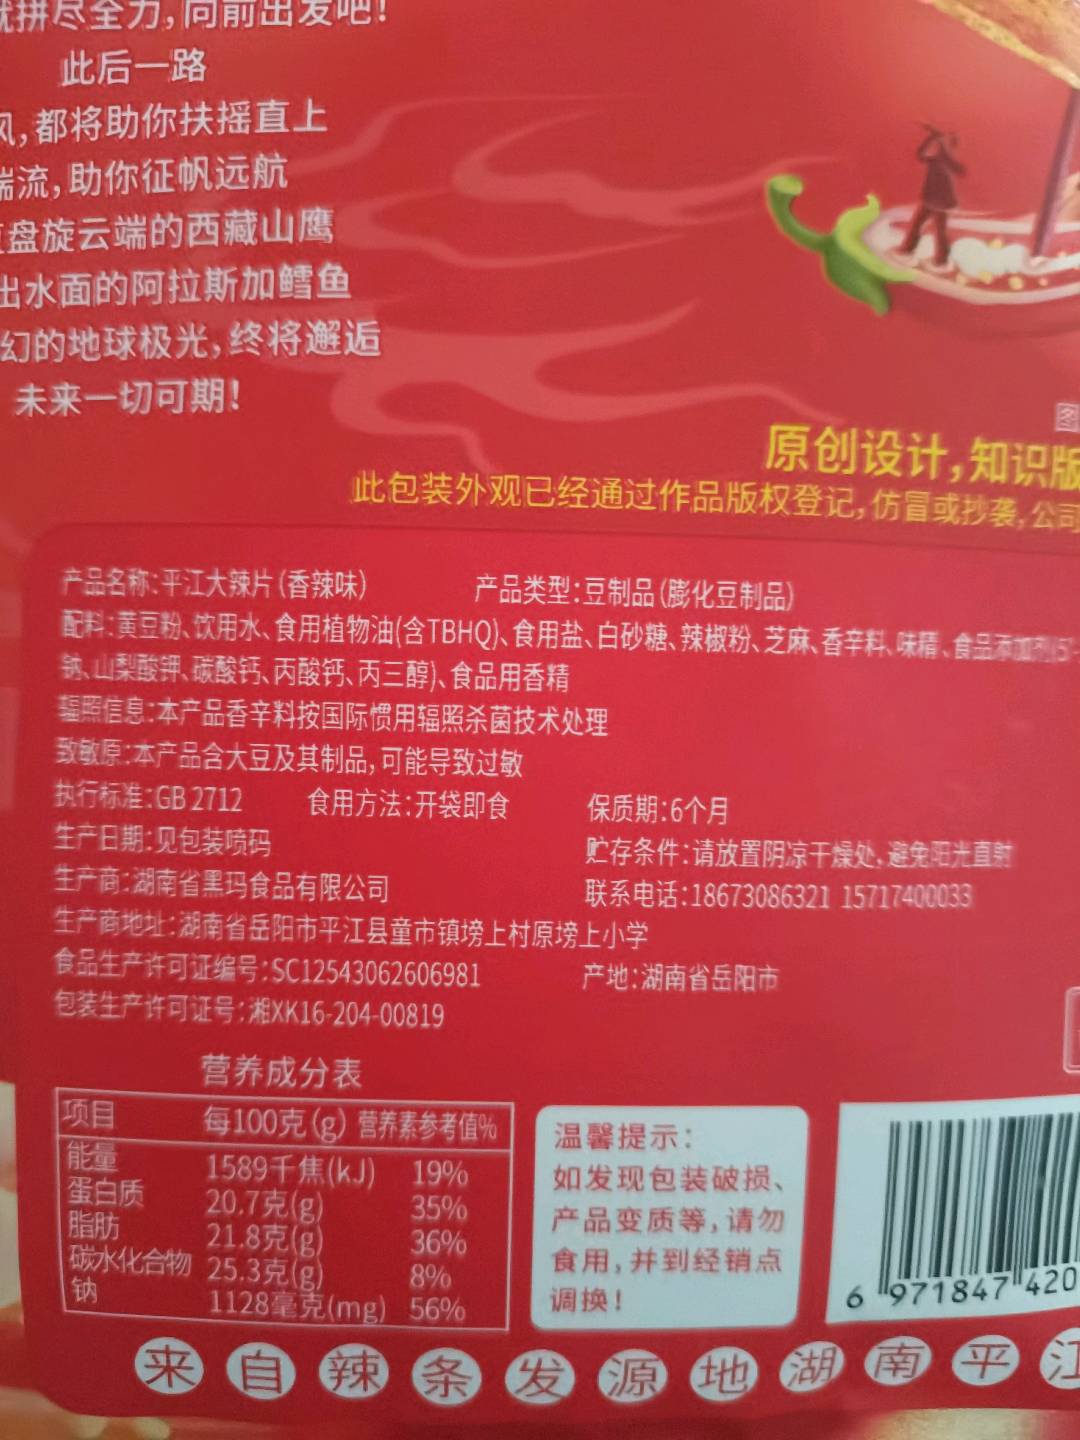 就拼尽全力,向前出发吧!
此后一路
风,都将助你扶摇直上
湍流,助你征帆远航
盘旋云端的西藏山鹰
出水面的阿拉斯加鳕鱼
幻的地球极光,终将邂逅
未来一切可期!
图
原创设计,知识版
此包装外观已经通过作品版权登记,仿冒或抄袭,公司
产品名称:平江大辣片(香辣味) 产品类型:豆制品(膨化豆制品)
配料:黄豆粉、饮用水、食用植物油(含TBHQ)、食用盐、白砂糖、辣椒粉、芝麻、香辛料、味精、食品添加剂(5'-
钠、山梨酸钾、碳酸钙、丙酸钙、丙三醇)、食品用香精
辐照信息:本产品香辛料按国际惯用辐照杀菌技术处理
致敏原:本产品含大豆及其制品,可能导致过敏
执行标准:GB 2712 食用方法:开袋即食 保质期:6个月
生产日期:见包装喷码 贮存条件:请放置阴凉干燥处,避免阳光直射
生产商:湖南省黑玛食品有限公司 联系电话:18673086321 15717400033
生产商地址:湖南省岳阳市平江县童市镇塝上村原塝上小学
食品生产许可证编号:SC12543062606981 产地:湖南省岳阳市
包装生产许可证号:湘XK16-204-00819
营养成分表
项目 每100克(g) 营养素参考值%
能量 1589千焦(kJ) 19%
蛋白质 20.7克(g) 35%
脂肪 21.8克(g) 36%
碳水化合物 25.3克(g) 8%
钠 1128毫克(mg) 56%
温馨提示:
如发现包装破损、
产品变质等,请勿
食用,并到经销点
调换!
6 971847 420
来自辣条发源地湖南平江